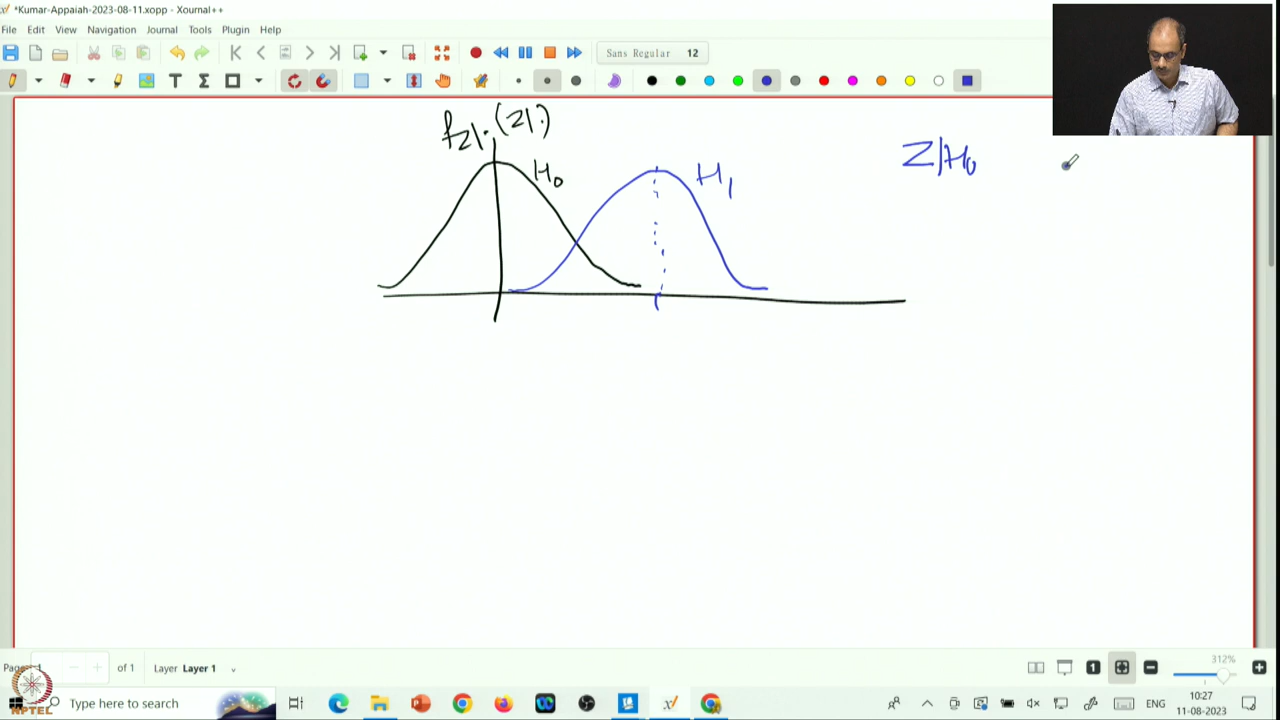 *Kumar-Appaiah-2023-08-11.xopp - Xournal++
File Edit View Navigation Journal Tools Plugin Help
Sans Regular 12
f_{Z|·}(Z|·)
H₀
H₁
Z|H₀
Page 1 of 1 Layer Layer 1
312%
NPTEL
Type here to search
ENG
10:27
11-08-2023